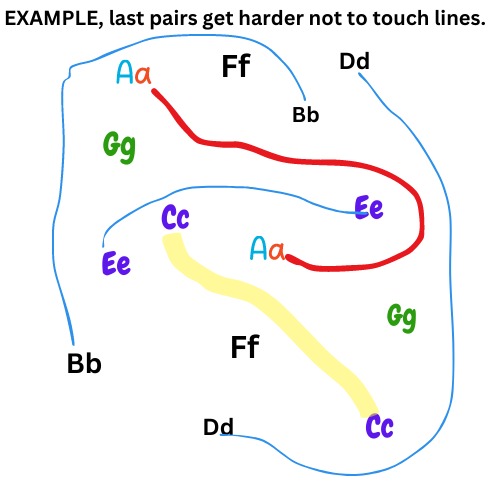 EXAMPLE, last pairs get harder not to touch lines.
Aa
Ff
Dd
Bb
Gg
Cc
Ee
Aa
Ee
Gg
Ff
Bb
Dd
Cc